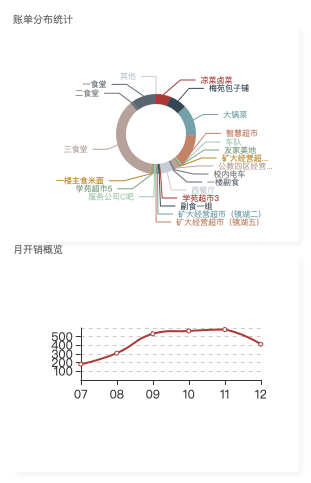 账单分布统计
其他
凉菜卤菜
一食堂
梅苑包子铺
二食堂
大锅菜
智慧超市
车队
三食堂
友家美地
矿大经营超...
公教四区经营...
校内电车
一楼主食米面
一楼副食
学苑超市5
西餐厅
服务公司C吧
学苑超市3
副食一组
矿大经营超市（镜湖二）
矿大经营超市（镜湖五）
月开销概览
500
400
300
200
100
07 08 09 10 11 12